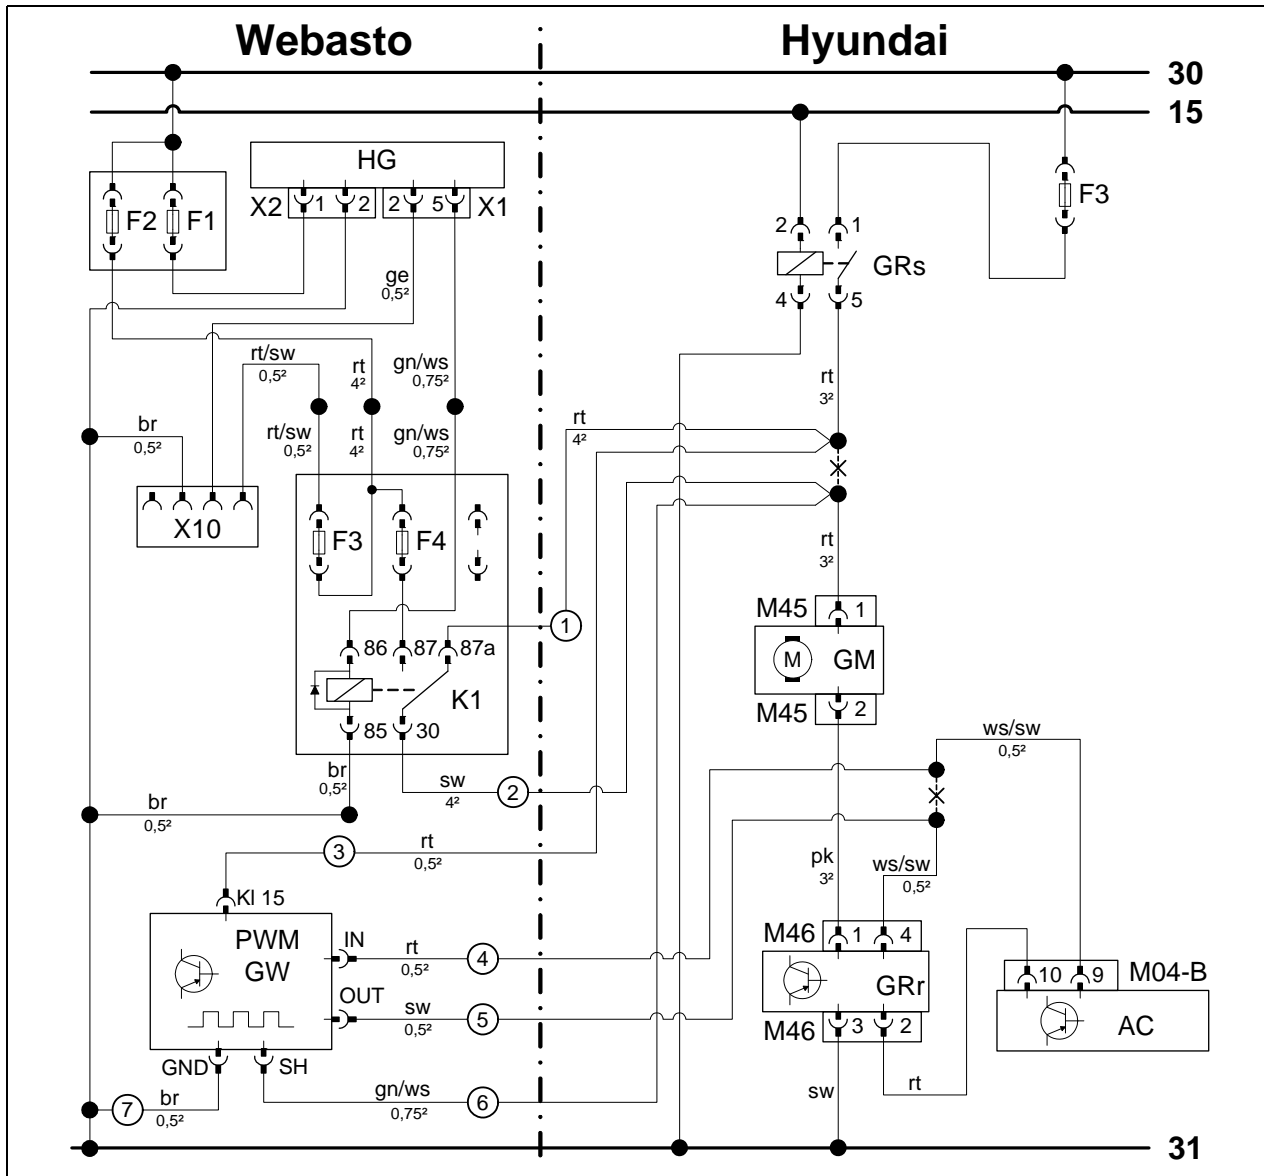 Webasto Hyundai
30
15
HG
X2 1 2 2 5 X1
F2 F1 F3
2 1
GRs
4 5
ge
0,5²
rt/sw
0,5²
rt
4²
gn/ws
0,75²
rt
3²
br
0,5²
rt/sw
0,5²
rt
4²
gn/ws
0,75²
rt
4²
X10
F3 F4
rt
3²
M45 1
1
86 87 87a
M GM
K1
M45 2
85 30
ws/sw
0,5²
br
0,5²
sw
4²
2
br
0,5²
3
rt
0,5²
pk
3²
ws/sw
0,5²
Kl 15
PWM
GW
IN
rt
0,5²
4
M46 1 4
OUT
sw
0,5²
5
GRr
M46 3 2
10 9 M04-B
AC
GND SH
7
br
0,5²
gn/ws
0,75²
6
sw
rt
31